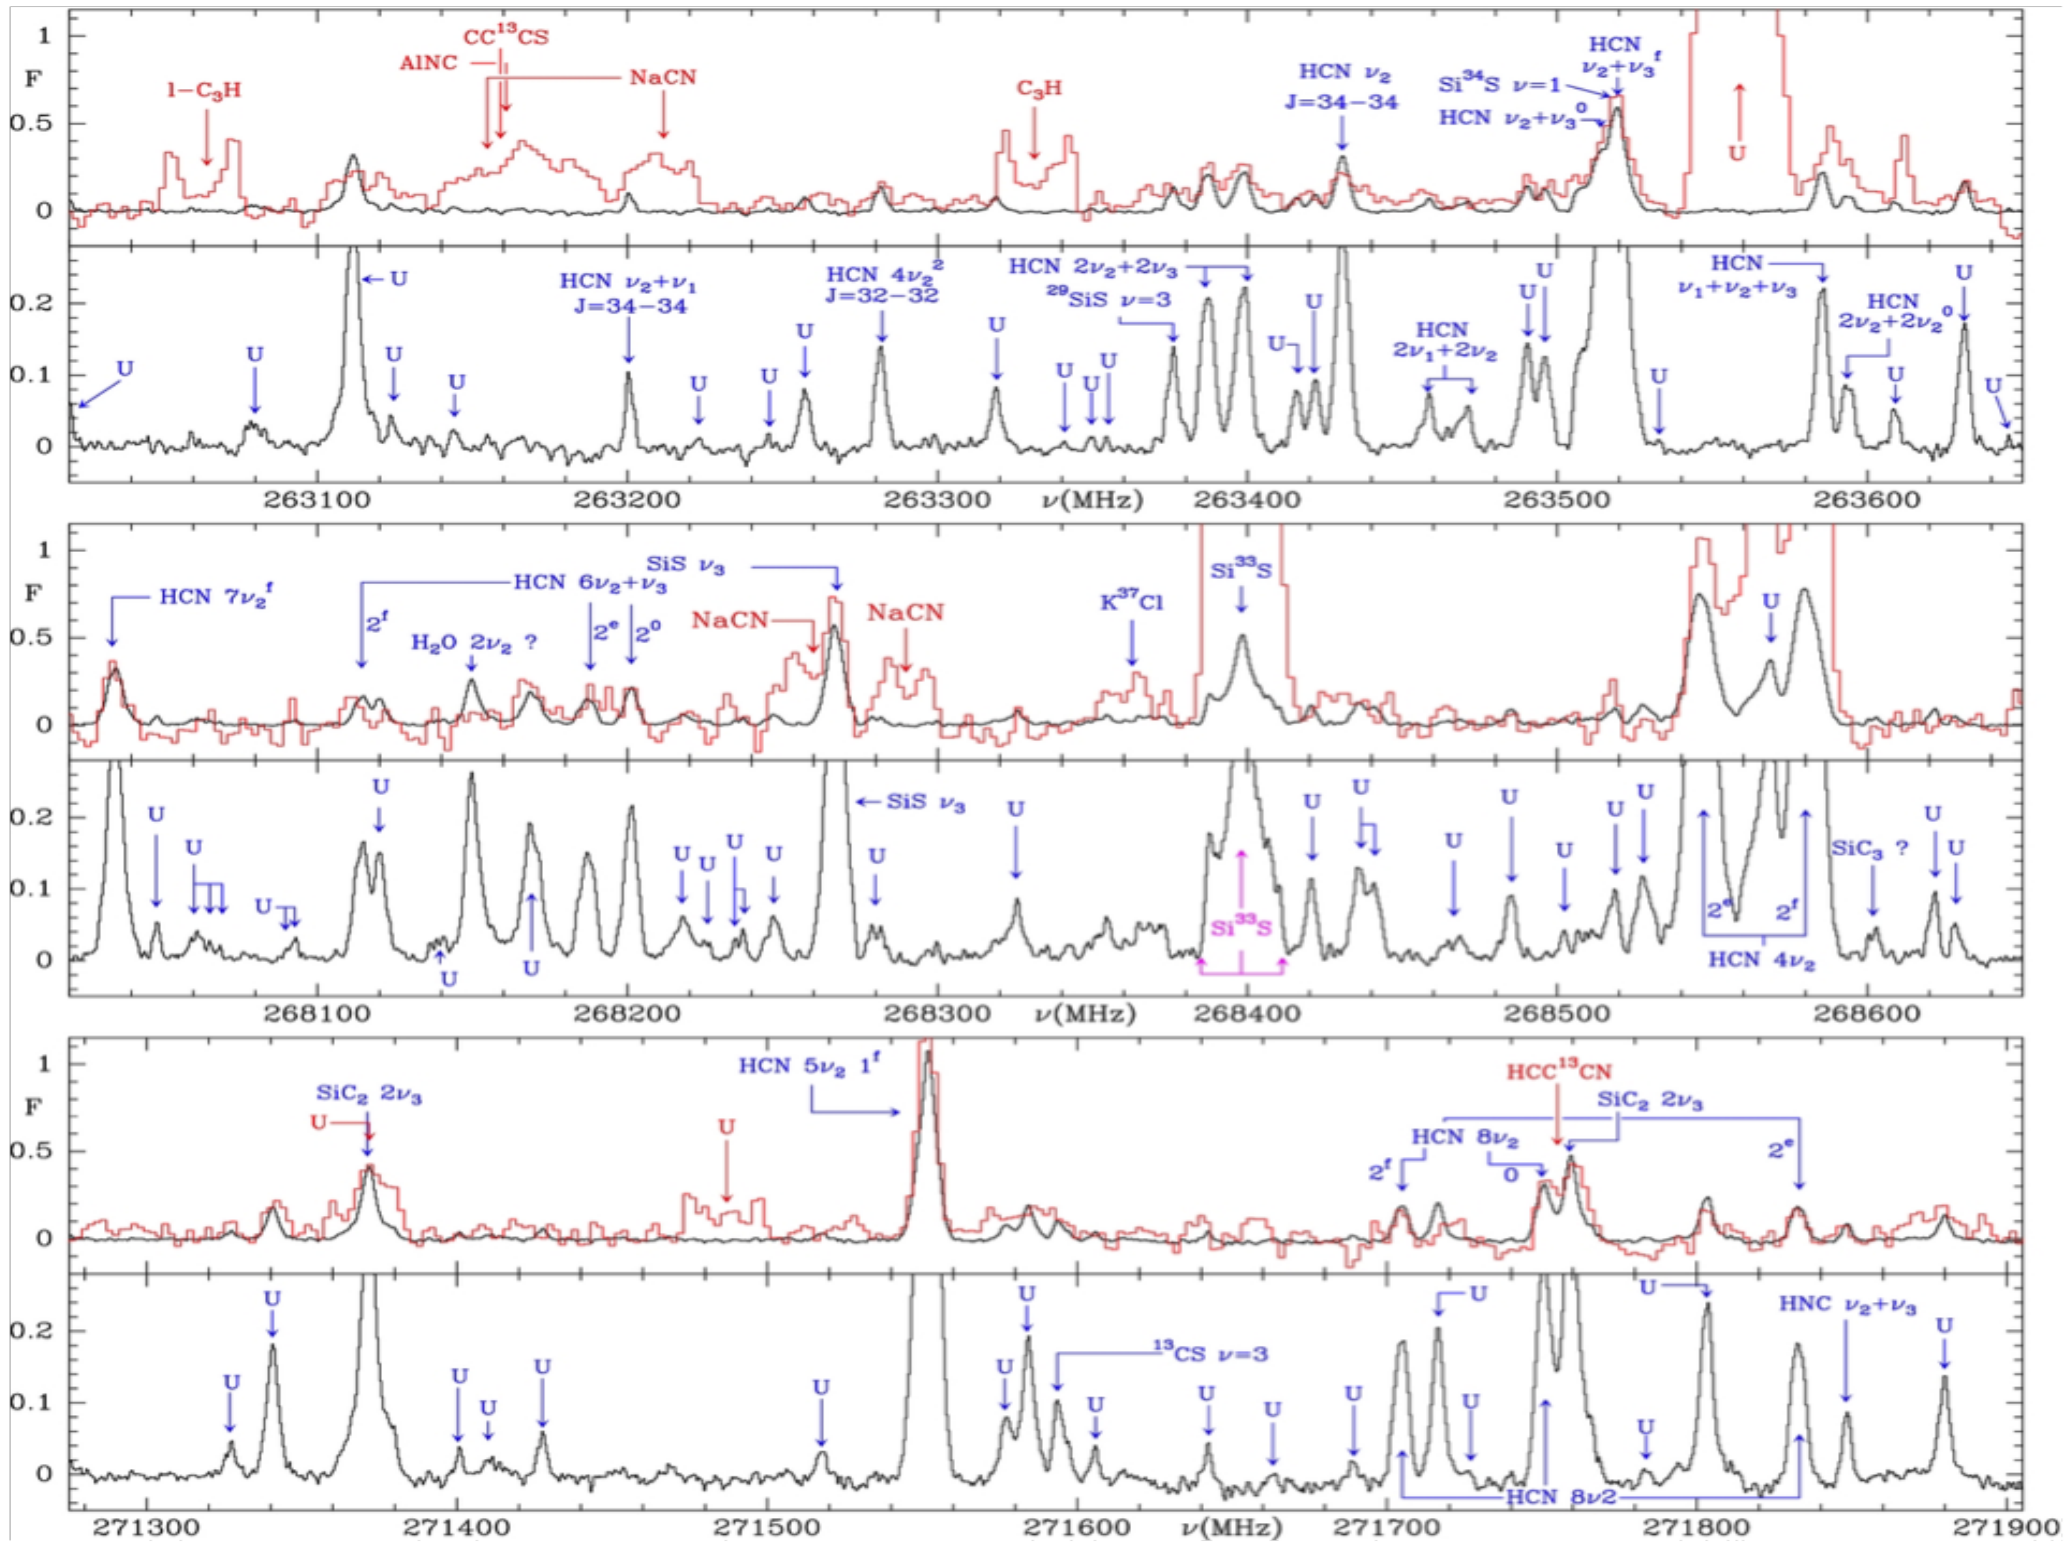 1
F
0.5
0
l-C₃H
CC¹³CS
AlNC
NaCN
C₃H
HCN ν₂
J=34-34
HCN
ν₂+ν₃ᶠ
Si³⁴S ν=1
HCN ν₂+ν₃⁰
U
0.2
0.1
0
U
U
U
U
U
HCN ν₂+ν₁
J=34-34
U
U
U
HCN 4ν₂²
J=32-32
U
HCN 2ν₂+2ν₃
²⁹SiS ν=3
U
U
U
U
U
HCN
2ν₁+2ν₂
U
U
U
HCN
ν₁+ν₂+ν₃
HCN
2ν₂+2ν₂⁰
U
U
U
263100 263200 263300 ν(MHz) 263400 263500 263600
1
F
0.5
0
HCN 7ν₂ᶠ
2ᶠ
HCN 6ν₂+ν₃
H₂O 2ν₂ ?
2ᵉ
2⁰
SiS ν₃
NaCN
NaCN
K³⁷Cl
Si³³S
U
0.2
0.1
0
U
U
U
U
U
U
U
U
U
U
SiS ν₃
U
U
Si³³S
U
U
U
U
U
U
U
2ᵉ
2ᶠ
HCN 4ν₂
SiC₃ ?
U
U
268100 268200 268300 ν(MHz) 268400 268500 268600
1
F
0.5
0
SiC₂ 2ν₃
U
U
HCN 5ν₂ 1ᶠ
HCC¹³CN
SiC₂ 2ν₃
HCN 8ν₂
2ᶠ
0
2ᵉ
0.2
0.1
0
U
U
U
U
U
U
U
U
¹³CS ν=3
U
U
U
U
U
U
U
U
HNC ν₂+ν₃
U
HCN 8ν2
271300 271400 271500 271600 ν(MHz) 271700 271800 271900